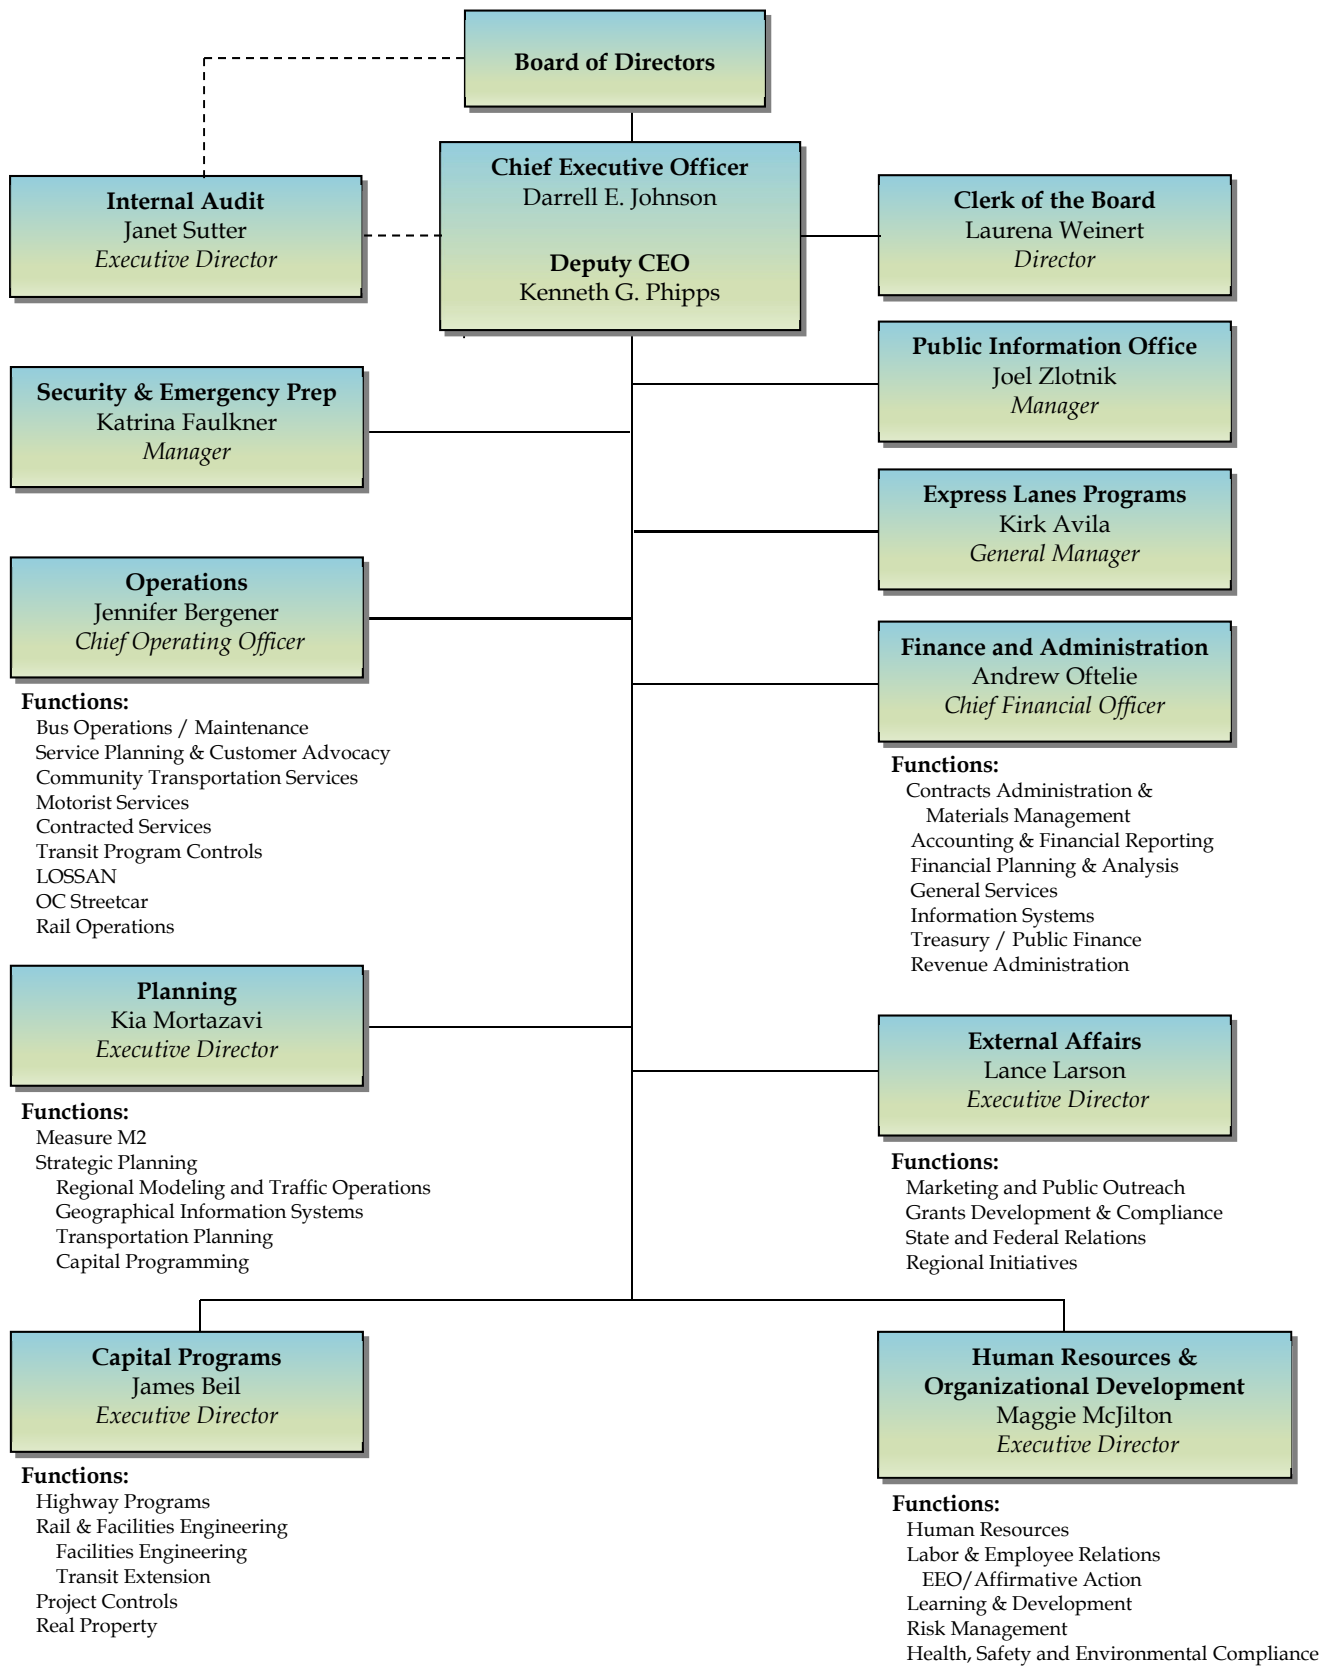 Board of Directors
Chief Executive Officer
Darrell E. Johnson
Deputy CEO
Kenneth G. Phipps
Internal Audit
Janet Sutter
Executive Director
Clerk of the Board
Laurena Weinert
Director
Public Information Office
Joel Zlotnik
Manager
Security & Emergency Prep
Katrina Faulkner
Manager
Express Lanes Programs
Kirk Avila
General Manager
Operations
Jennifer Bergener
Chief Operating Officer
Functions:
Bus Operations / Maintenance
Service Planning & Customer Advocacy
Community Transportation Services
Motorist Services
Contracted Services
Transit Program Controls
LOSSAN
OC Streetcar
Rail Operations
Finance and Administration
Andrew Oftelie
Chief Financial Officer
Functions:
Contracts Administration &
Materials Management
Accounting & Financial Reporting
Financial Planning & Analysis
General Services
Information Systems
Treasury / Public Finance
Revenue Administration
Planning
Kia Mortazavi
Executive Director
Functions:
Measure M2
Strategic Planning
Regional Modeling and Traffic Operations
Geographical Information Systems
Transportation Planning
Capital Programming
External Affairs
Lance Larson
Executive Director
Functions:
Marketing and Public Outreach
Grants Development & Compliance
State and Federal Relations
Regional Initiatives
Capital Programs
James Beil
Executive Director
Functions:
Highway Programs
Rail & Facilities Engineering
Facilities Engineering
Transit Extension
Project Controls
Real Property
Human Resources &
Organizational Development
Maggie McJilton
Executive Director
Functions:
Human Resources
Labor & Employee Relations
EEO/Affirmative Action
Learning & Development
Risk Management
Health, Safety and Environmental Compliance